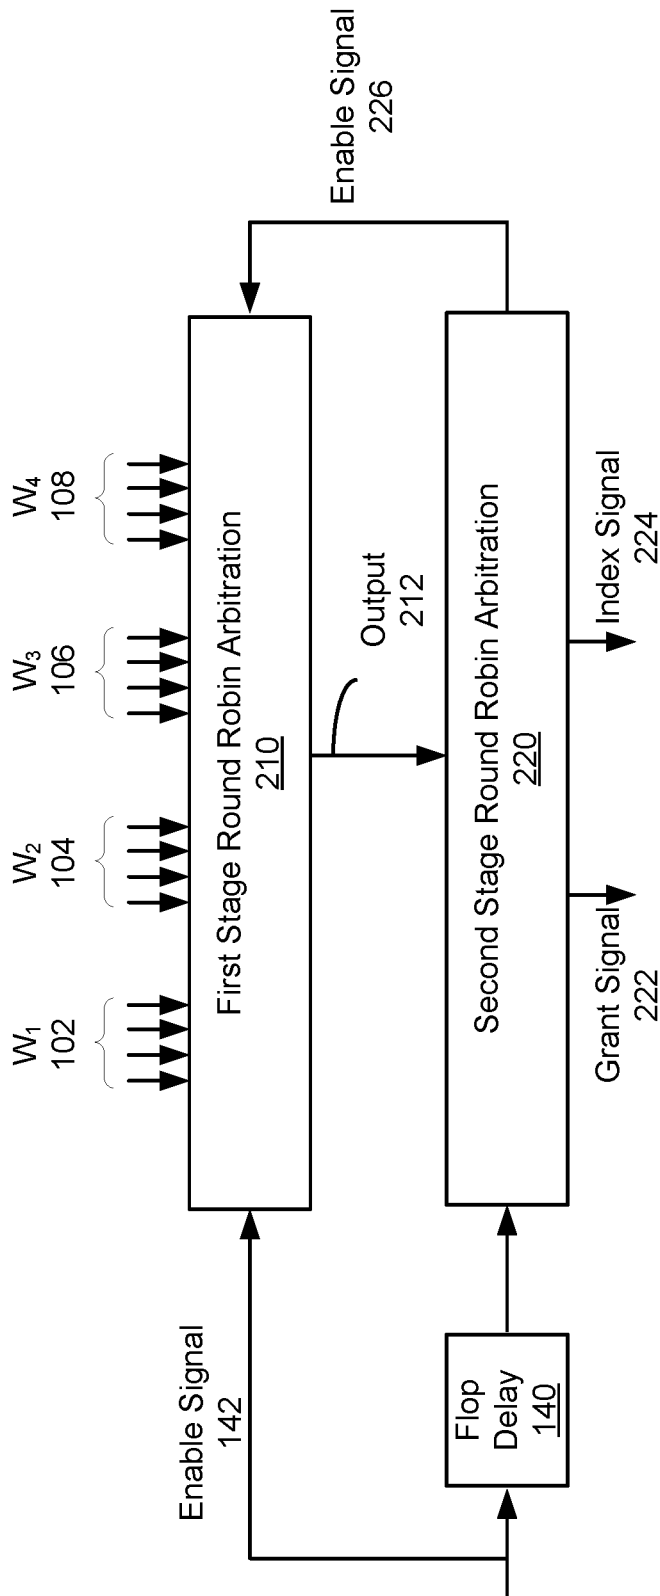 W₁
102
W₂
104
W₃
106
W₄
108
Enable Signal
142
First Stage Round Robin Arbitration
210
Enable Signal
226
Output
212
Flop
Delay
140
Second Stage Round Robin Arbitration
220
Grant Signal
222
Index Signal
224